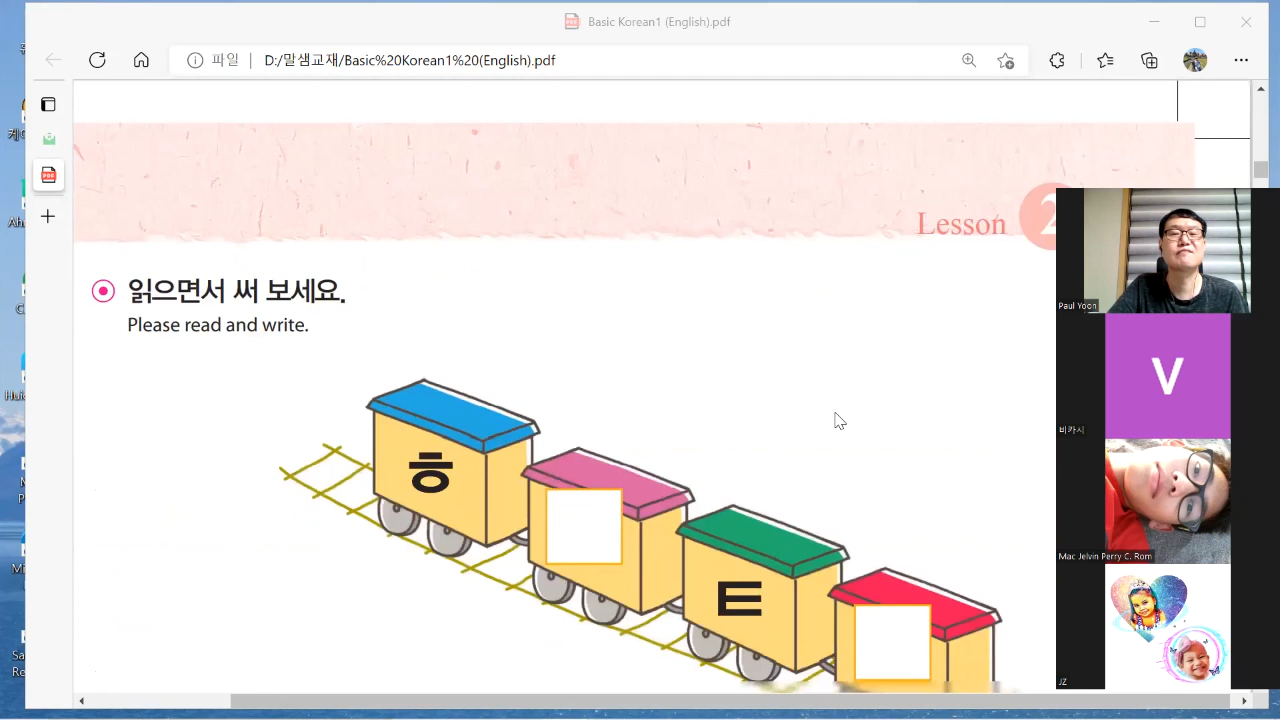 Basic Korean1 (English).pdf
파일
D:/말샘교재/Basic%20Korean1%20(English).pdf
PDF
Lesson 2
읽으면서 써 보세요.
Please read and write.
ㅎ
ㅌ
Paul Yoon
V
비카시
Mac Jelvin Perry C. Rom
JZ